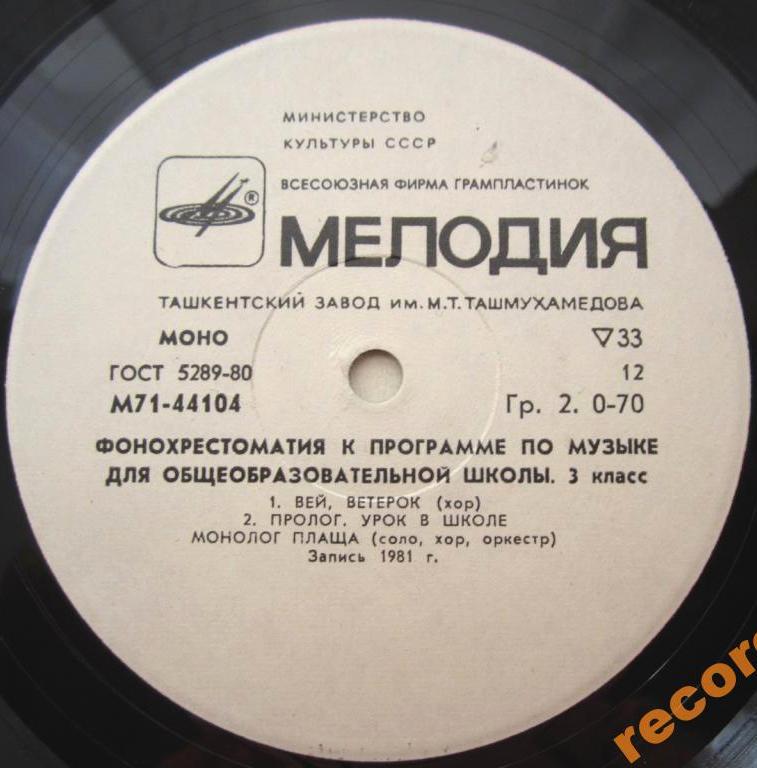 МИНИСТЕРСТВО
КУЛЬТУРЫ СССР
ВСЕСОЮЗНАЯ ФИРМА ГРАМПЛАСТИНОК
®
МЕЛОДИЯ
ТАШКЕНТСКИЙ ЗАВОД ИМ. М.Т. ТАШМУХАМЕДОВА
МОНО ▽33
ГОСТ 5289-80 12
М71-44104 Гр. 2. 0-70
ФОНОХРЕСТОМАТИЯ К ПРОГРАММЕ ПО МУЗЫКЕ
ДЛЯ ОБЩЕОБРАЗОВАТЕЛЬНОЙ ШКОЛЫ. 3 класс
1. ВЕЙ, ВЕТЕРОК (хор)
2. ПРОЛОГ. УРОК В ШКОЛЕ
МОНОЛОГ ПЛАЩА (соло, хор, оркестр)
Запись 1981 г.
record